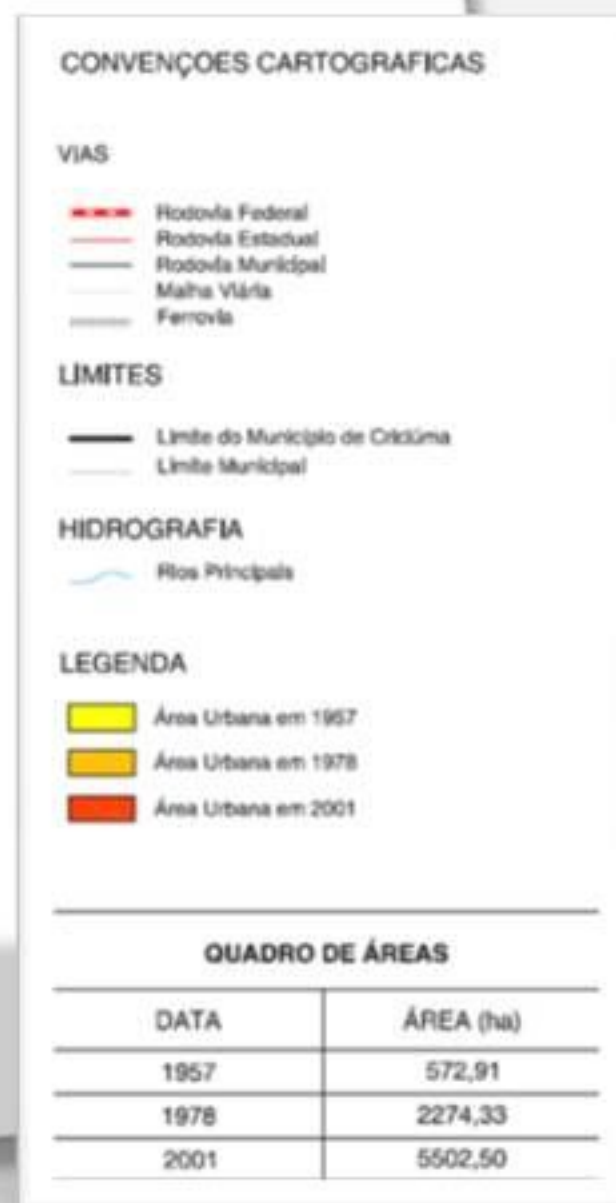 CONVENÇOES CARTOGRAFICAS
VIAS
Rodovia Federal
Rodovia Estadual
Rodovia Municipal
Malha Viária
Ferrovia
LIMITES
Limite do Município de Criciúma
Limite Municipal
HIDROGRAFIA
Rios Principais
LEGENDA
Área Urbana em 1957
Área Urbana em 1978
Área Urbana em 2001
QUADRO DE ÁREAS
DATA ÁREA (ha)
1957 572,91
1978 2274,33
2001 5502,50